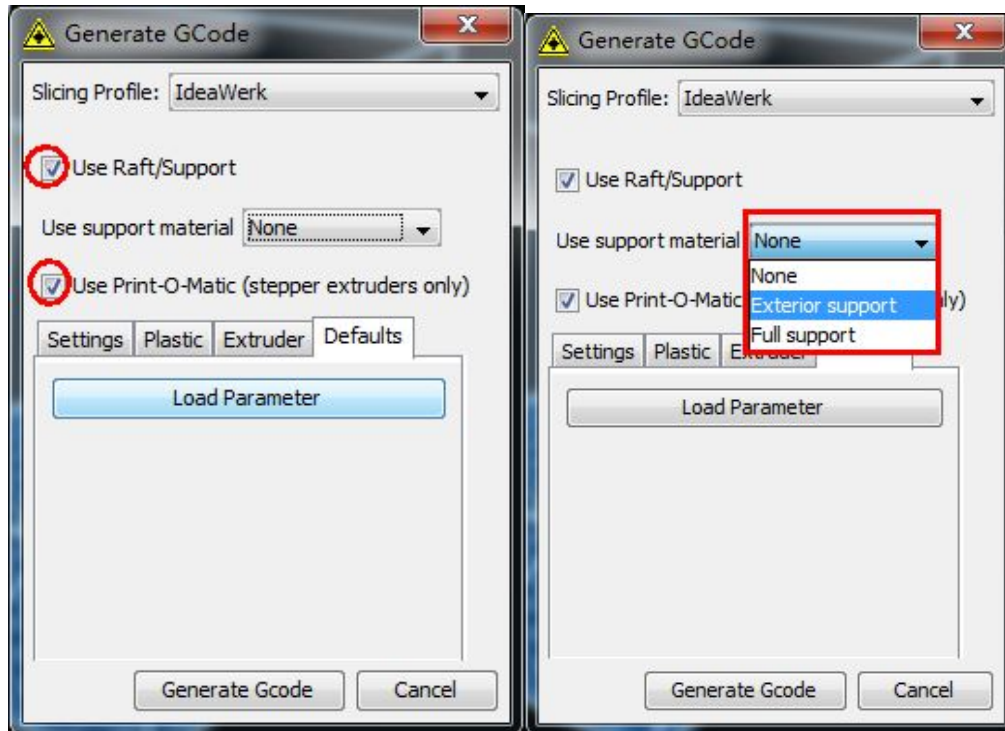 Generate GCode
Slicing Profile: IdeaWerk
Use Raft/Support
Use support material None
Use Print-O-Matic (stepper extruders only)
Settings Plastic Extruder Defaults
Load Parameter
Generate Gcode Cancel
Generate GCode
Slicing Profile: IdeaWerk
Use Raft/Support
Use support material None
None
Exterior support
Full support
Use Print-O-Matic ly)
Settings Plastic Extruder
Load Parameter
Generate Gcode Cancel